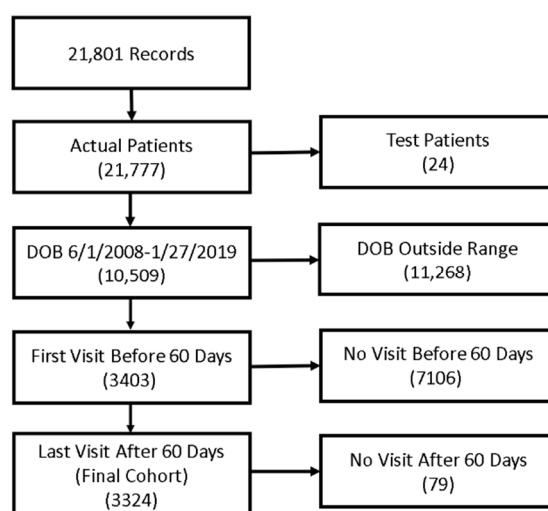 21,801 Records
Actual Patients
(21,777)
Test Patients
(24)
DOB 6/1/2008-1/27/2019
(10,509)
DOB Outside Range
(11,268)
First Visit Before 60 Days
(3403)
No Visit Before 60 Days
(7106)
Last Visit After 60 Days
(Final Cohort)
(3324)
No Visit After 60 Days
(79)